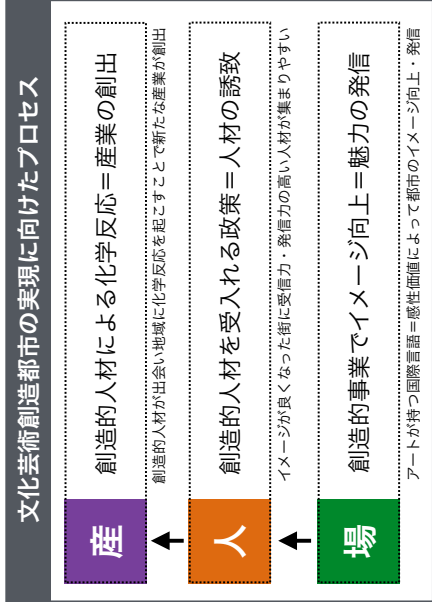 文化芸術創造都市の実現に向けたプロセス
産
創造的人材による化学反応＝産業の創出
創造的人材が出会い地域に化学反応を起こすことで新たな産業が創出
人
創造的人材を受入れる政策＝人材の誘致
イメージが良くなった街に受信力・発信力の高い人材が集まりやすい
場
創造的事業でイメージ向上＝魅力の発信
アートが持つ国際言語＝感性価値によって都市のイメージ向上・発信